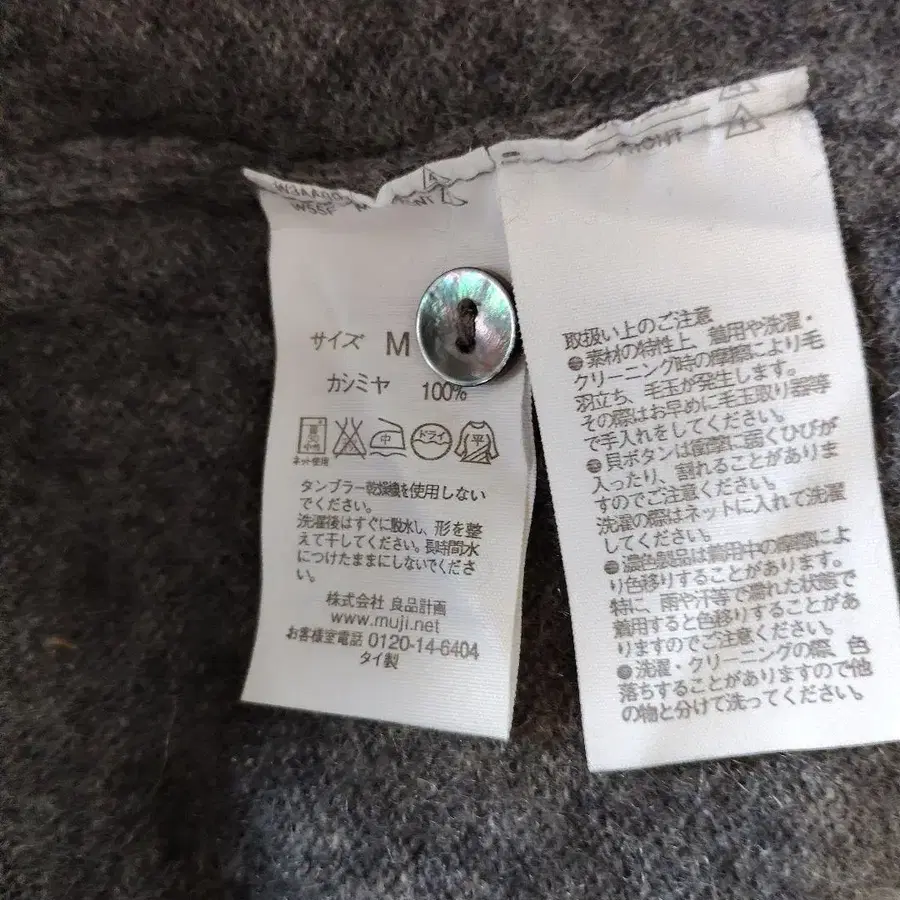 サイズ M
カシミヤ 100%
中 ドライ 平
ネット使用
タンブラー乾燥機を使用しない
でください。
洗濯後はすぐに脱水し、形を整
えて干してください。長時間水
につけたままにしないでくださ
い。
株式会社 良品計画
www.muji.net
お客様室電話 0120-14-6404
タイ製
取扱い上のご注意
●素材の特性上、着用や洗濯・
クリーニング時の摩擦により毛
羽立ち、毛玉が発生します。
その際はお早めに毛玉取り器等
で手入れをしてください。
●貝ボタンは衝撃に弱くひびが
入ったり、割れることがありま
すのでご注意ください。
洗濯の際はネットに入れて洗濯
してください。
●濃色製品は着用中の摩擦によ
り色移りすることがあります。
特に、雨や汗等で濡れた状態で
着用すると色移りすることがあ
りますのでご注意ください。
●洗濯・クリーニングの際、色
落ちすることがありますので他
の物と分けて洗ってください。